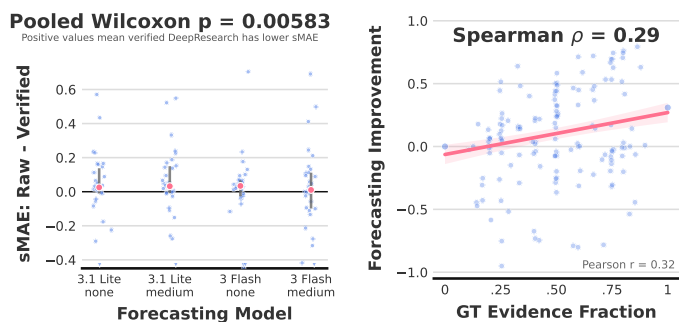 Pooled Wilcoxon p = 0.00583
Positive values mean verified DeepResearch has lower sMAE
sMAE: Raw - Verified
0.6
0.4
0.2
0.0
−0.2
−0.4
3.1 Lite none
3.1 Lite medium
3 Flash none
3 Flash medium
Forecasting Model
Spearman ρ = 0.29
Forecasting Improvement
1.0
0.5
0.0
−0.5
−1.0
Pearson r = 0.32
0 .25 .50 .75 1
GT Evidence Fraction